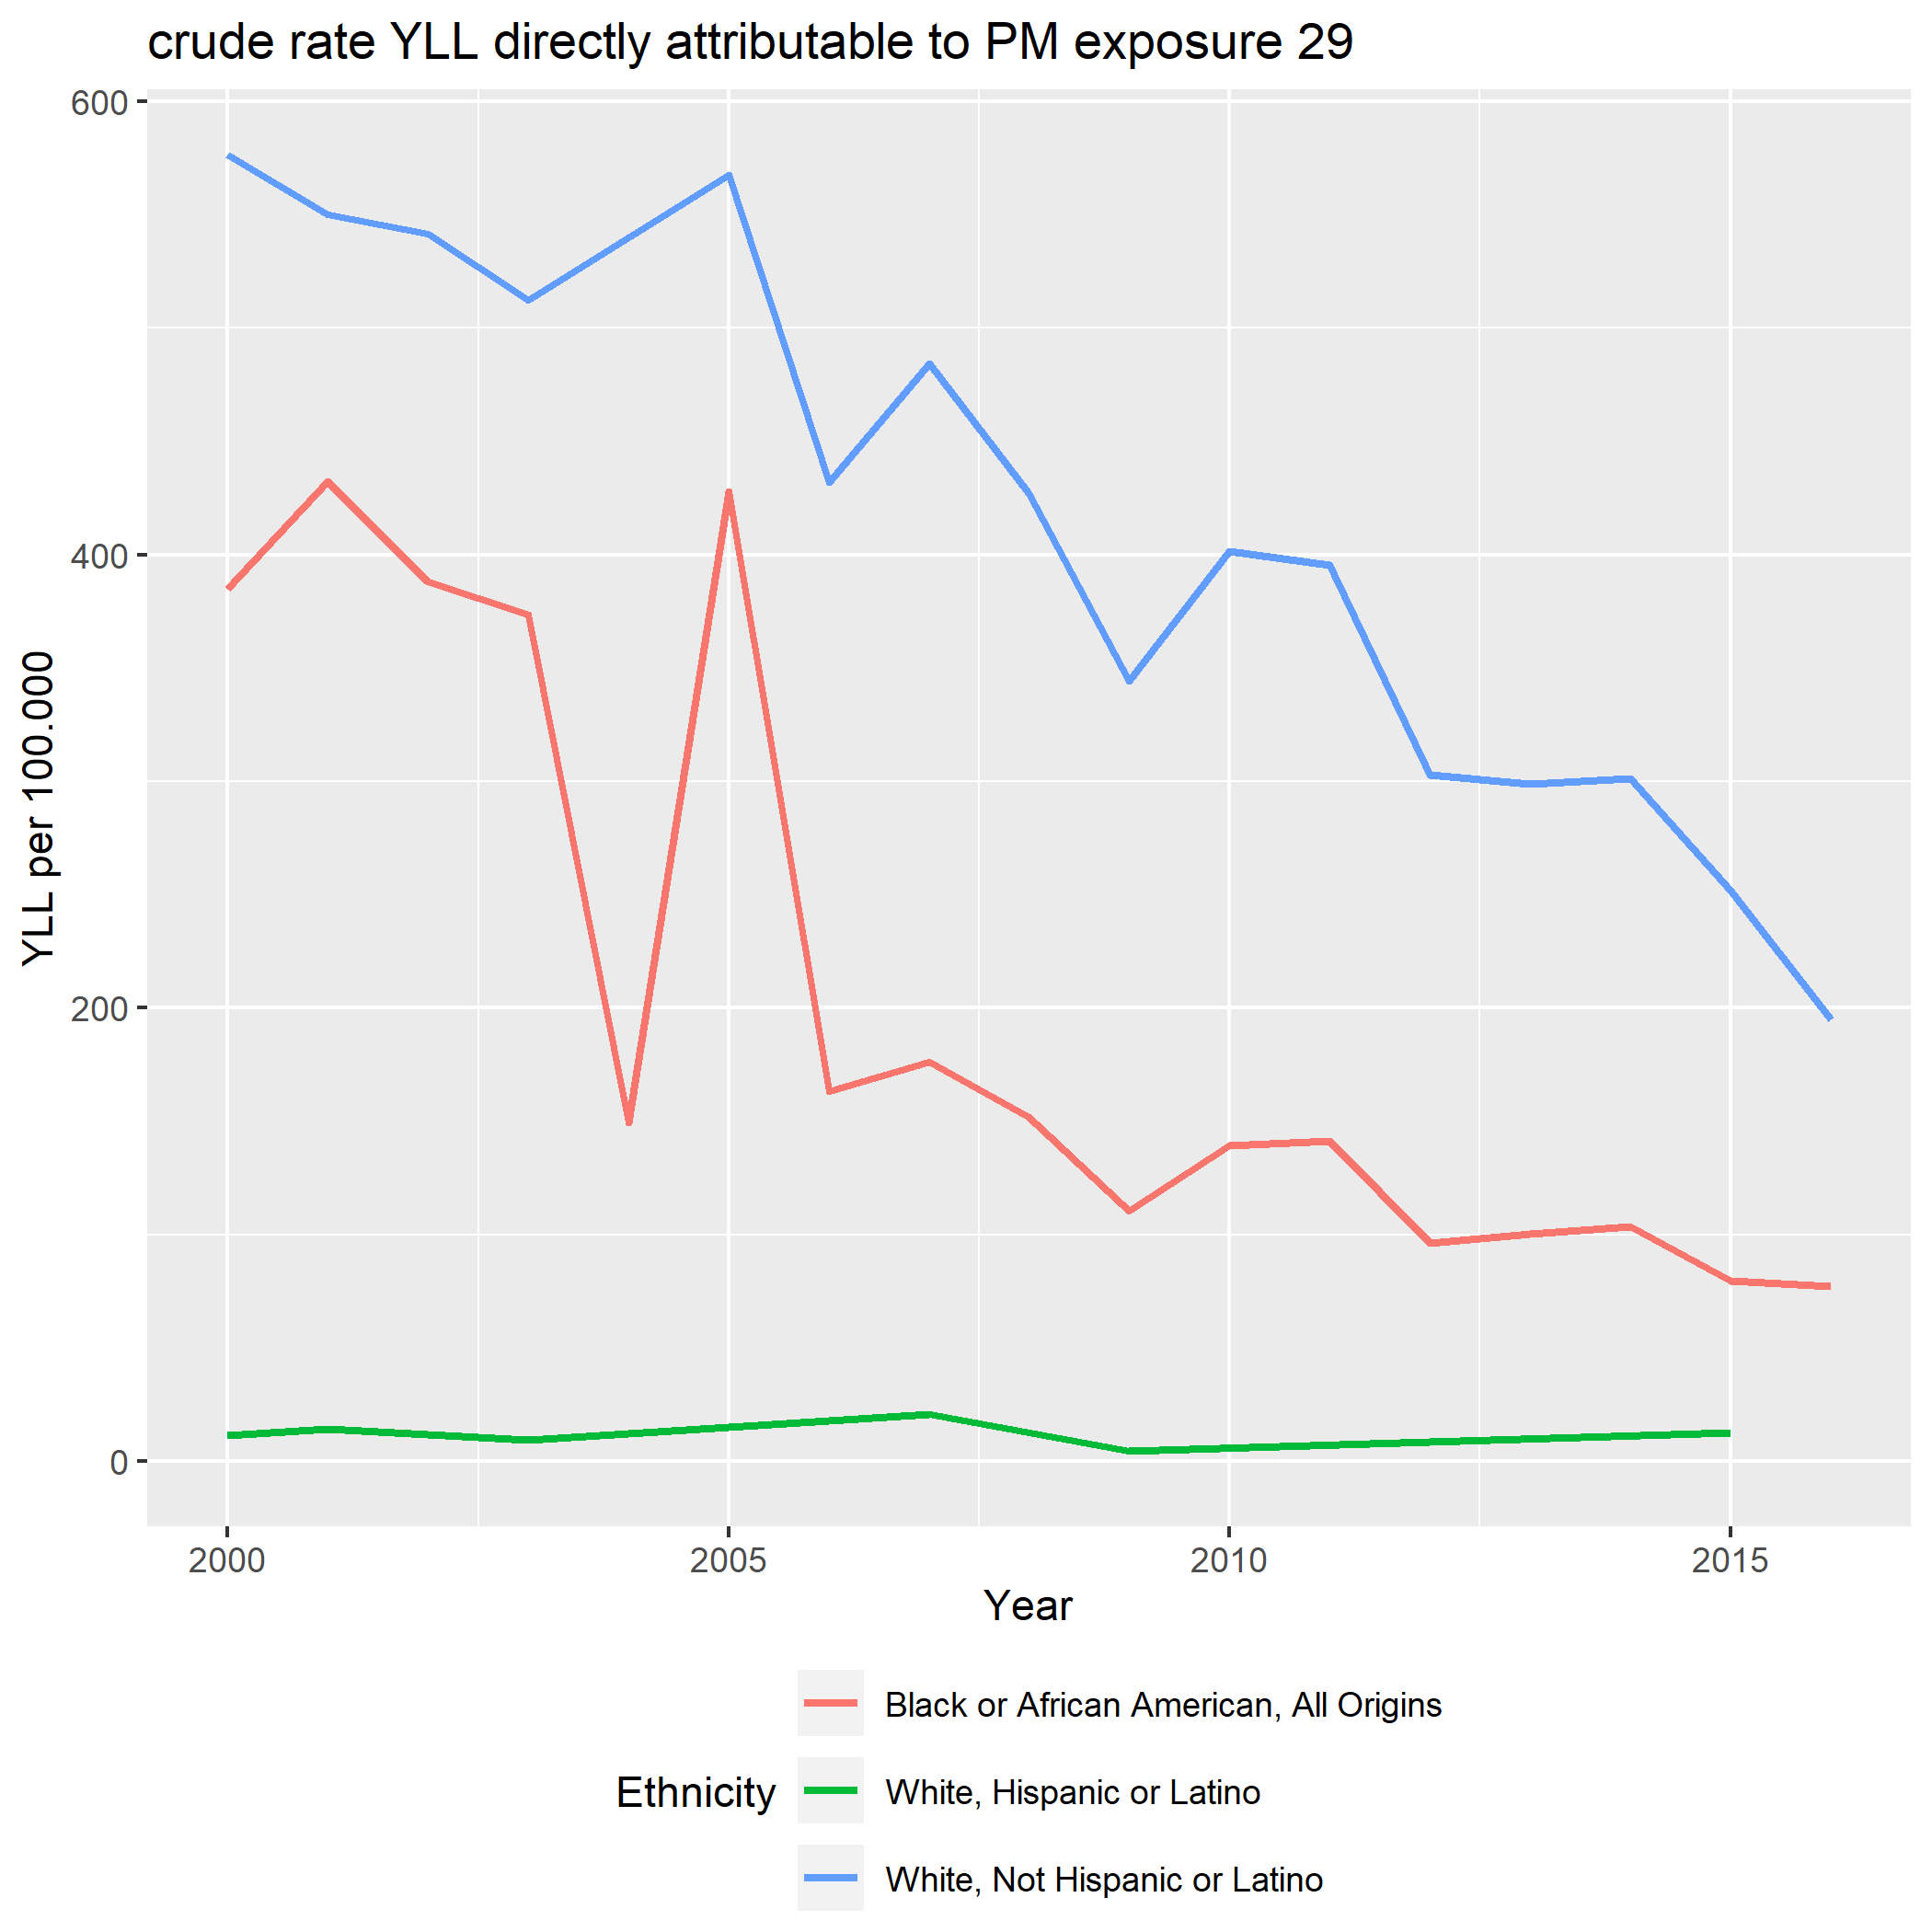 crude rate YLL directly attributable to PM exposure 29
600
400
200
0
YLL per 100.000
2000 2005 2010 2015
Year
Ethnicity
Black or African American, All Origins
White, Hispanic or Latino
White, Not Hispanic or Latino